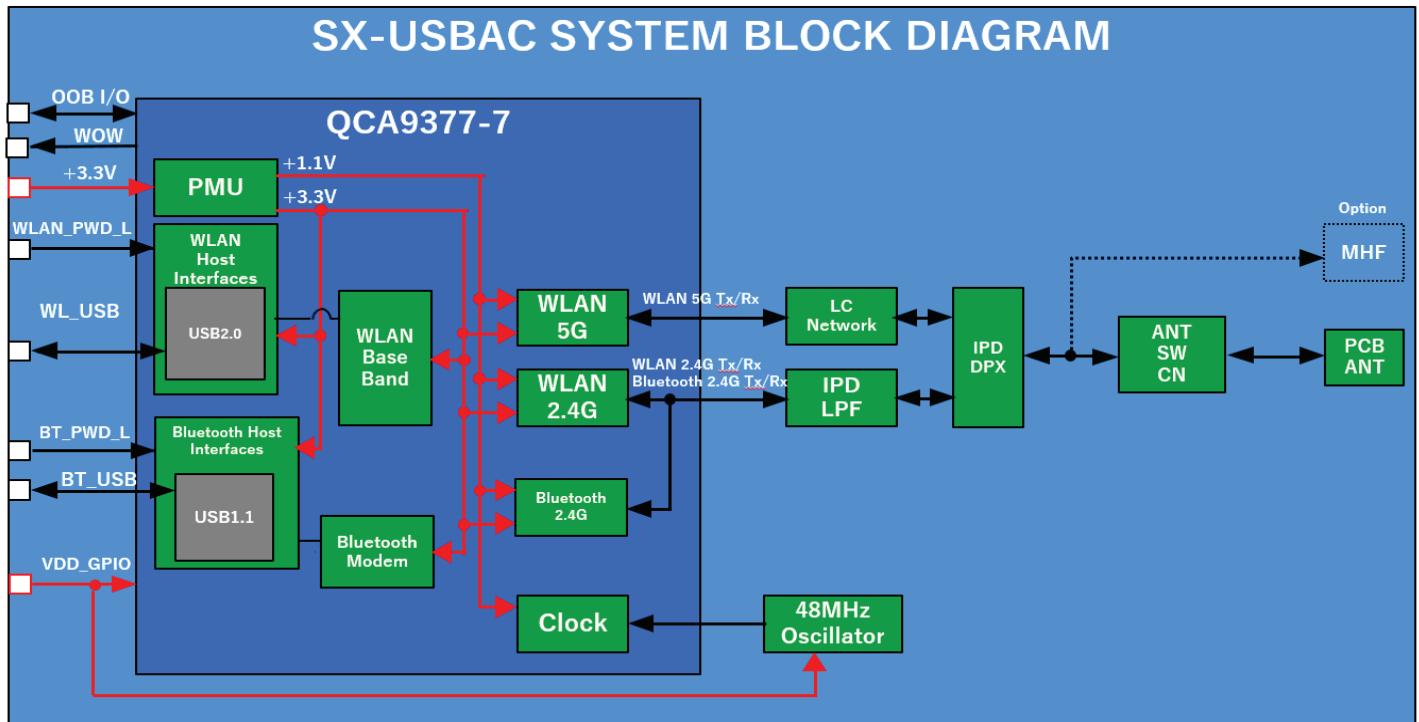 SX-USBAC SYSTEM BLOCK DIAGRAM
OOB I/O
WOW
+3.3V
WLAN_PWD_L
WL_USB
BT_PWD_L
BT_USB
VDD_GPIO
QCA9377-7
PMU
+1.1V
+3.3V
WLAN
Host
Interfaces
USB2.0
WLAN
Base
Band
Bluetooth Host
Interfaces
USB1.1
Bluetooth
Modem
WLAN
5G
WLAN
2.4G
Bluetooth
2.4G
Clock
WLAN 5G Tx/Rx
WLAN 2.4G Tx/Rx
Bluetooth 2.4G Tx/Rx
LC
Network
IPD
LPF
IPD
DPX
48MHz
Oscillator
ANT
SW
CN
Option
MHF
PCB
ANT